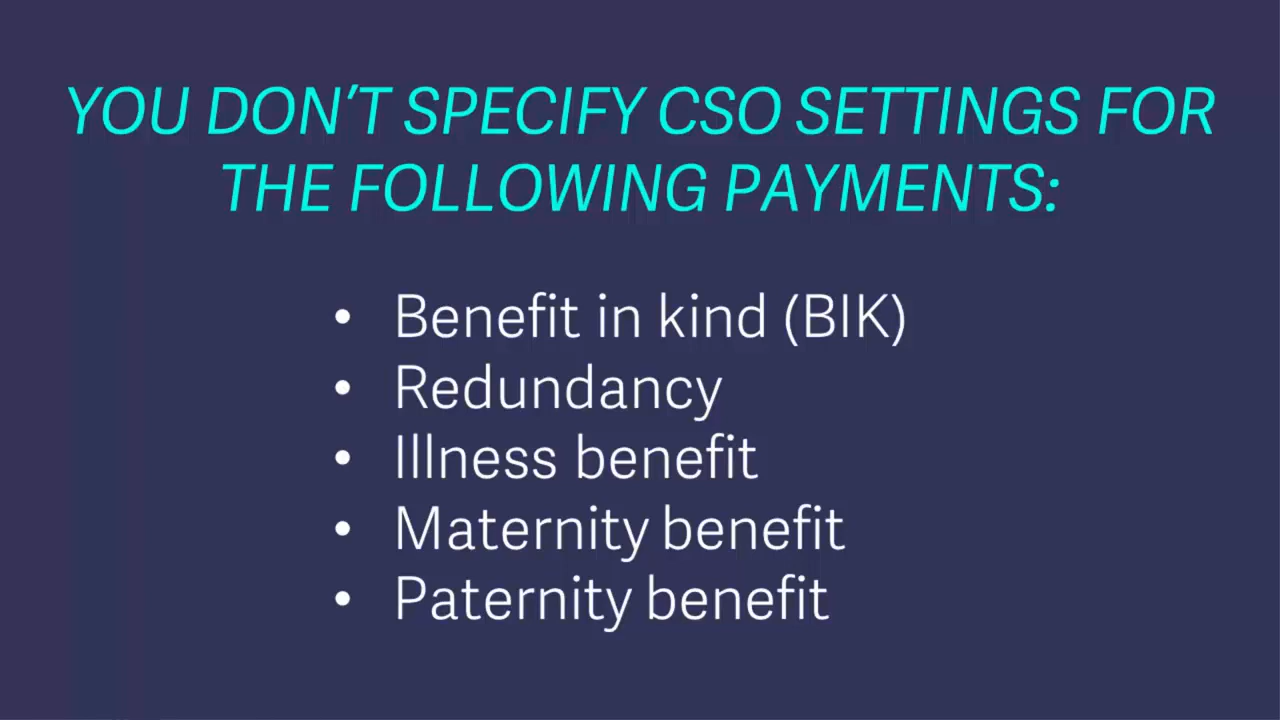 YOU DON'T SPECIFY CSO SETTINGS FOR
THE FOLLOWING PAYMENTS:
• Benefit in kind (BIK)
• Redundancy
• Illness benefit
• Maternity benefit
• Paternity benefit